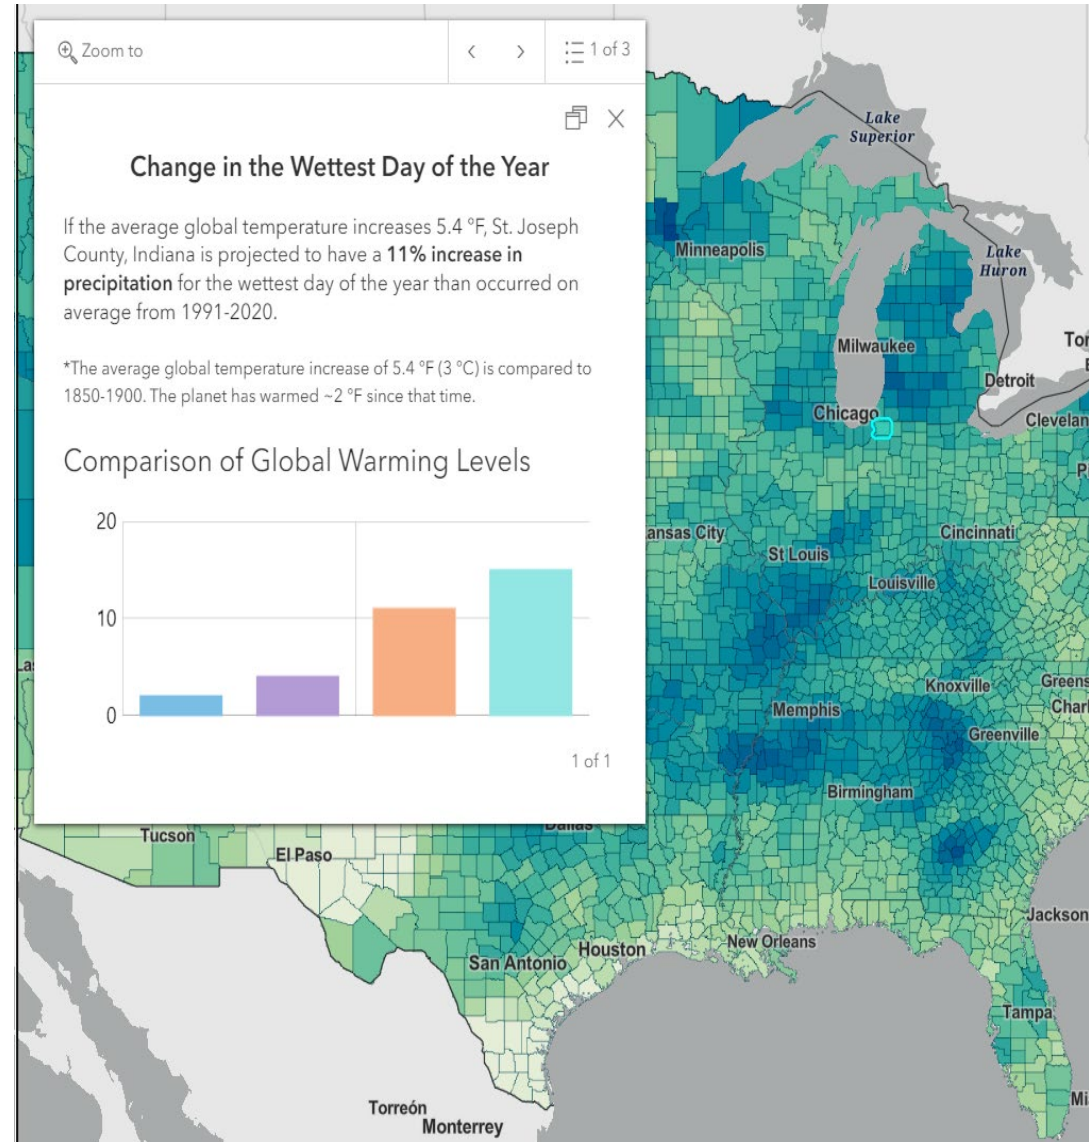 Zoom to
1 of 3
Change in the Wettest Day of the Year
If the average global temperature increases 5.4 °F, St. Joseph
County, Indiana is projected to have a 11% increase in
precipitation for the wettest day of the year than occurred on
average from 1991-2020.
*The average global temperature increase of 5.4 °F (3 °C) is compared to
1850-1900. The planet has warmed ~2 °F since that time.
Comparison of Global Warming Levels
20
10
0
1 of 1
Lake
Superior
Minneapolis
Lake
Huron
Milwaukee
Tor
Detroit
Chicago
Clevelan
P
ansas City
Cincinnati
St Louis
Louisville
La
Knoxville
Greens
Memphis
Charl
Greenville
Birmingham
Dallas
Tucson
El Paso
Jackson
New Orleans
Houston
San Antonio
Tampa
Mi
Torreón
Monterrey